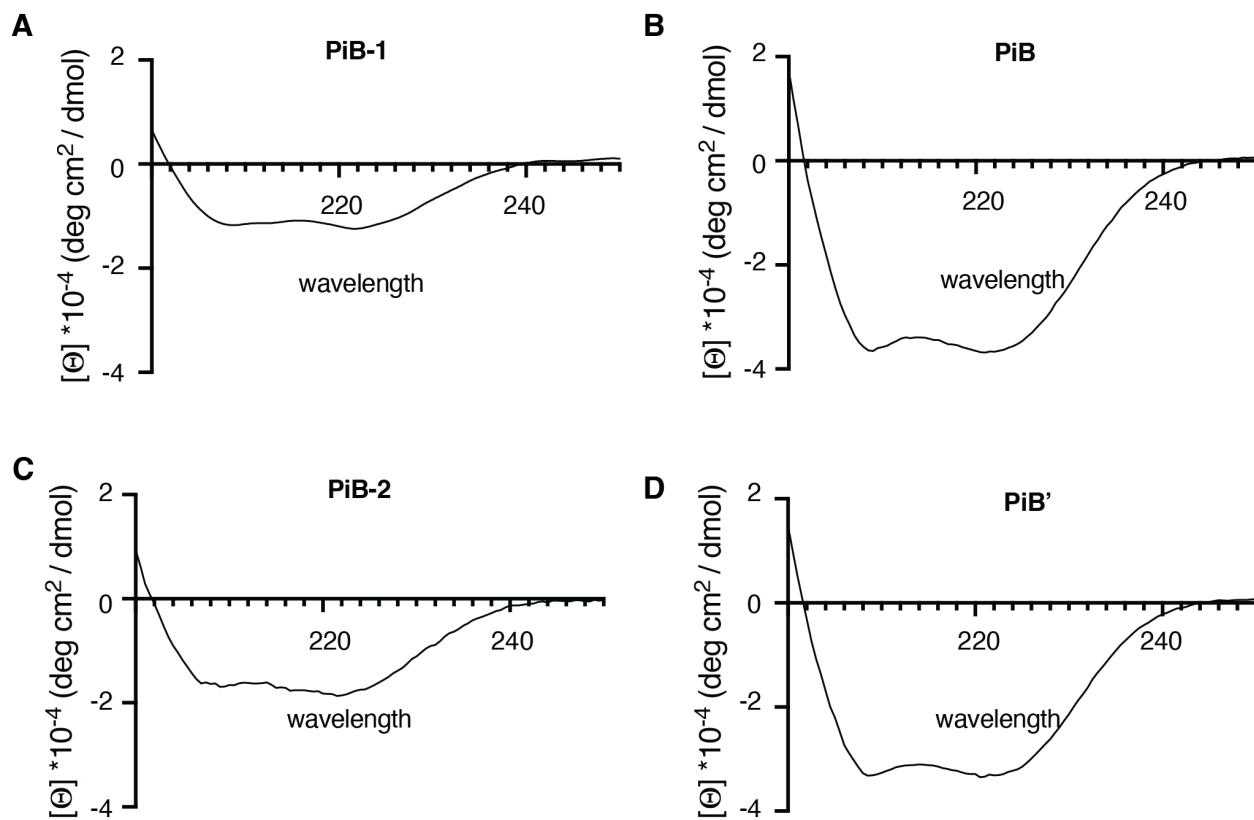 A
PiB-1
[Θ] *10-4 (deg cm2 / dmol)
2
0
-2
-4
220
240
wavelength
B
PiB
[Θ] *10-4 (deg cm2 / dmol)
2
0
-2
-4
220
240
wavelength
C
PiB-2
[Θ] *10-4 (deg cm2 / dmol)
2
0
-2
-4
220
240
wavelength
D
PiB’
[Θ] *10-4 (deg cm2 / dmol)
2
0
-2
-4
220
240
wavelength